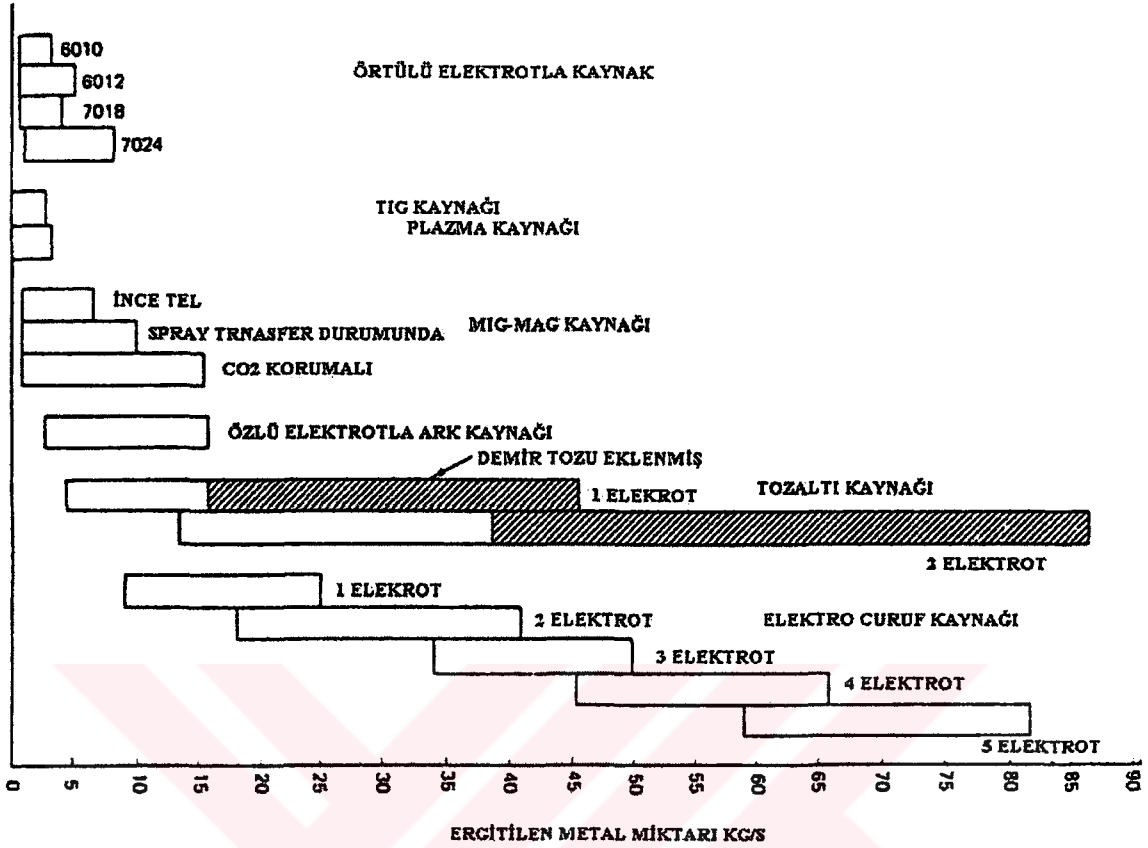 6010
6012
7018
7024
ÖRTÜLÜ ELEKTROTLA KAYNAK
TIG KAYNAĞI
PLAZMA KAYNAĞI
İNCE TEL
SPRAY TRNASFER DURUMUNDA
CO2 KORUMALI
MIG-MAG KAYNAĞI
ÖZLÜ ELEKTROTLA ARK KAYNAĞI
DEMİR TOZU EKLENMİŞ
1 ELEKROT
TOZALTI KAYNAĞI
2 ELEKTROT
1 ELEKROT
2 ELEKTROT
ELEKTRO CURUF KAYNAĞI
3 ELEKTROT
4 ELEKTROT
5 ELEKTROT
0 5 10 15 20 25 30 35 40 45 50 55 60 65 70 75 80 85 90
ERGİTİLEN METAL MİKTARI KG/S